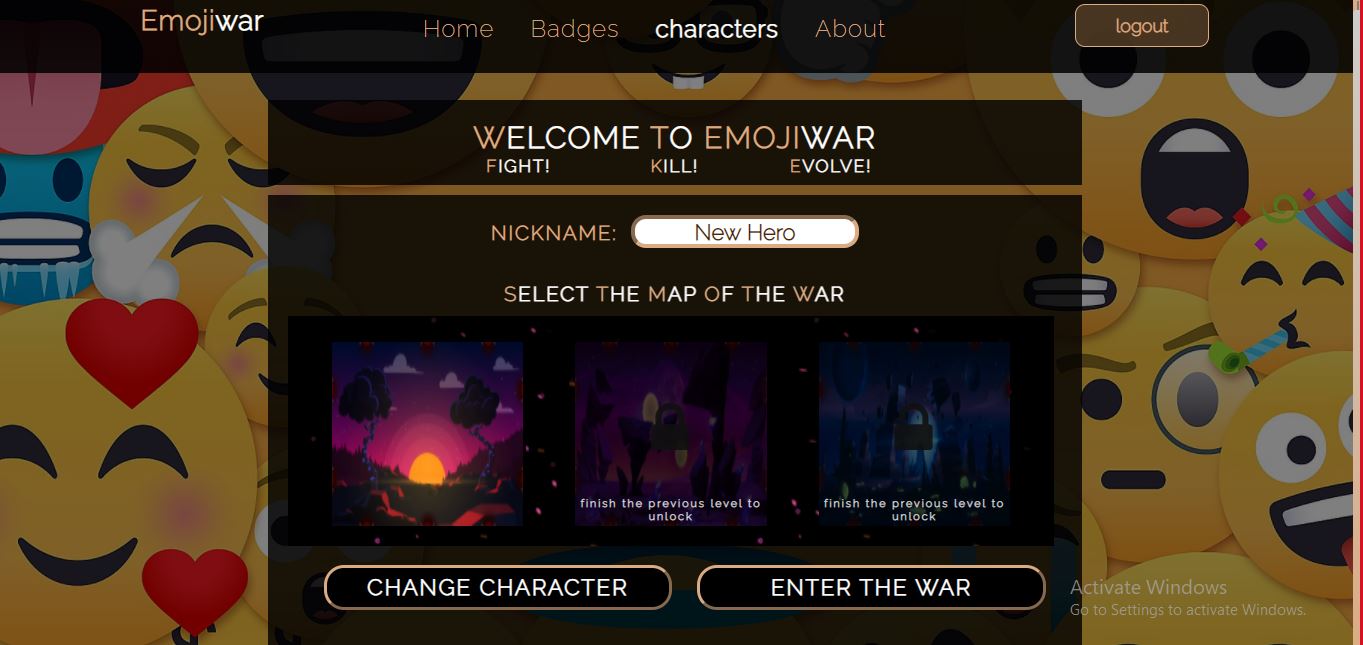 Emojiwar
Home Badges characters About
logout
WELCOME TO EMOJIWAR
FIGHT! KILL! EVOLVE!
NICKNAME: New Hero
SELECT THE MAP OF THE WAR
finish the previous level to
unlock
finish the previous level to
unlock
CHANGE CHARACTER
ENTER THE WAR
Activate Windows
Go to Settings to activate Windows.